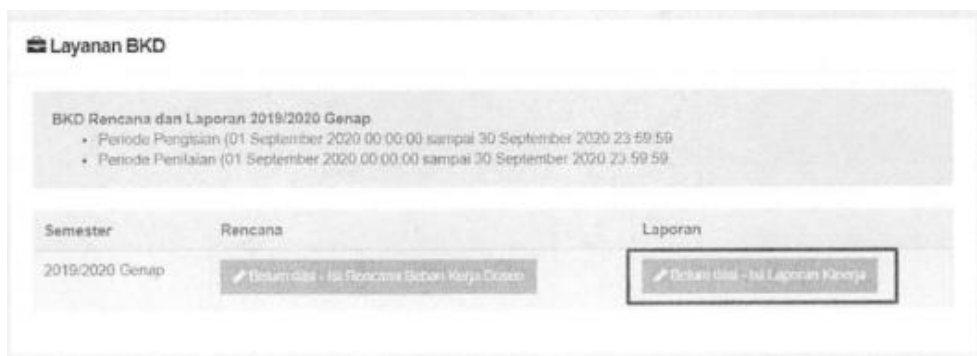 Layanan BKD
BKD Rencana dan Laporan 2019/2020 Genap
• Periode Pengisian (01 September 2020 00:00:00 sampai 30 September 2020 23:59:59
• Periode Penilaian (01 September 2020 00:00:00 sampai 30 September 2020 23:59:59
Semester Rencana Laporan
2019/2020 Genap Belum diisi - Isi Rencana Beban Kerja Dosen Belum diisi - Isi Laporan Kinerja